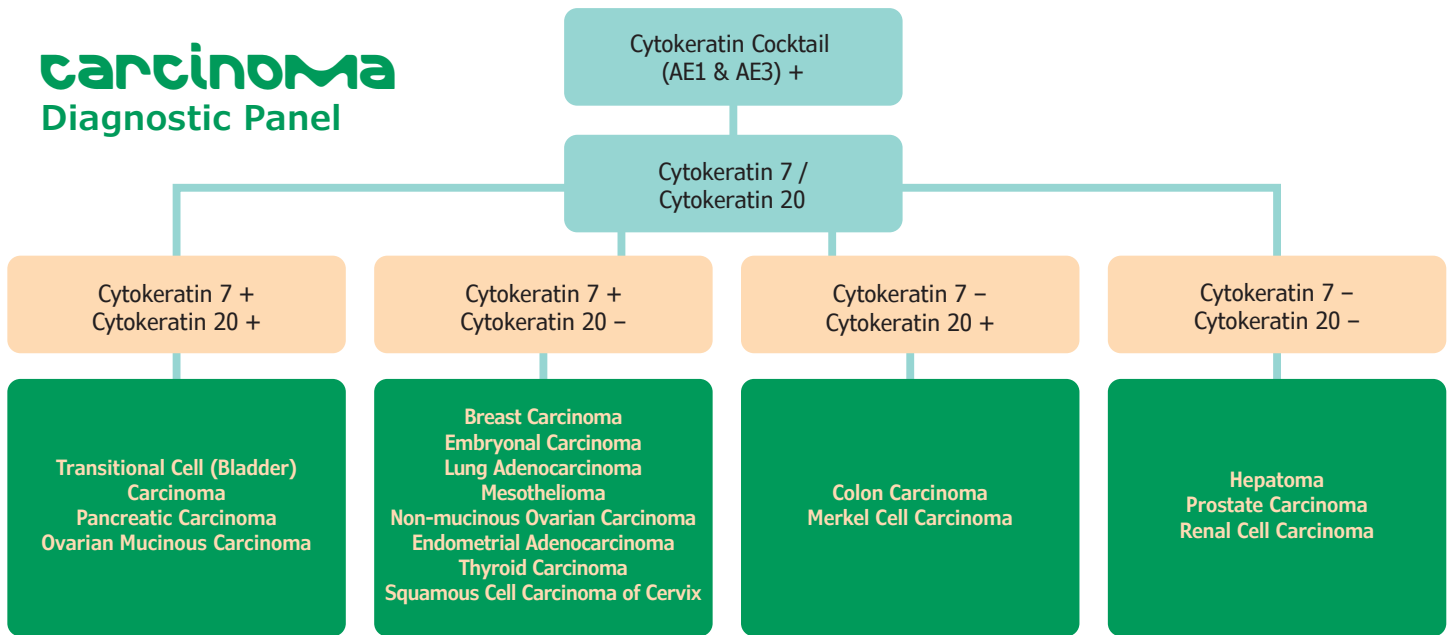 carcinoma
Diagnostic Panel
Cytokeratin Cocktail
(AE1 & AE3) +
Cytokeratin 7 /
Cytokeratin 20
Cytokeratin 7 +
Cytokeratin 20 +
Cytokeratin 7 +
Cytokeratin 20 –
Cytokeratin 7 –
Cytokeratin 20 +
Cytokeratin 7 –
Cytokeratin 20 –
Transitional Cell (Bladder)
Carcinoma
Pancreatic Carcinoma
Ovarian Mucinous Carcinoma
Breast Carcinoma
Embryonal Carcinoma
Lung Adenocarcinoma
Mesothelioma
Non-mucinous Ovarian Carcinoma
Endometrial Adenocarcinoma
Thyroid Carcinoma
Squamous Cell Carcinoma of Cervix
Colon Carcinoma
Merkel Cell Carcinoma
Hepatoma
Prostate Carcinoma
Renal Cell Carcinoma